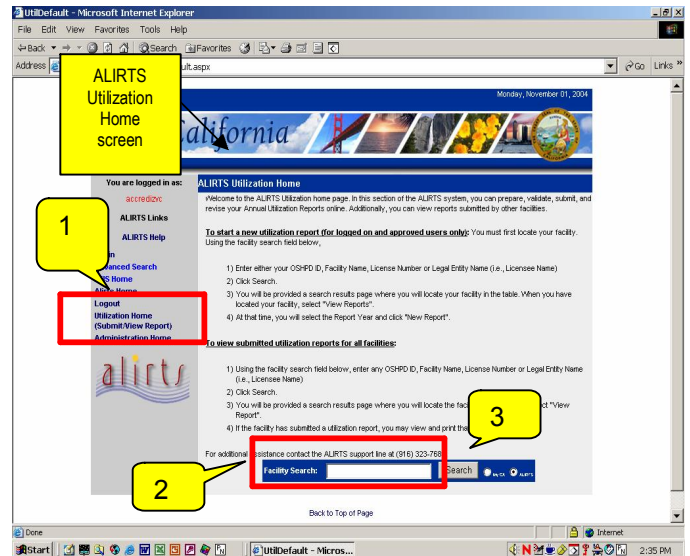 UtilDefault - Microsoft Internet Explorer
File Edit View Favorites Tools Help
Back Search Favorites
Address ult.aspx Go Links
ALIRTS
Utilization
Home
screen
Monday, November 01, 2004
California
You are logged in as:
accredizvc
ALIRTS Links
ALIRTS Help
Advanced Search
Logout
Utilization Home
(Submit/View Report)
Administration Home
alirts
1
ALIRTS Utilization Home
Welcome to the ALIRTS Utilization home page. In this section of the ALIRTS system, you can prepare, validate, submit, and
revise your Annual Utilization Reports online. Additionally, you can view reports submitted by other facilities.
To start a new utilization report (for logged on and approved users only): You must first locate your facility.
Using the facility search field below,
1) Enter either your OSHPD ID, Facility Name, License Number or Legal Entity Name (i.e., Licensee Name)
2) Click Search.
3) You will be provided a search results page where you will locate your facility in the table. When you have
located your facility, select "View Reports".
4) At that time, you will select the Report Year and click "New Report".
To view submitted utilization reports for all facilities:
1) Using the facility search field below, enter any OSHPD ID, Facility Name, License Number or Legal Entity Name
(i.e., Licensee Name)
2) Click Search.
3) You will be provided a search results page where you will locate the "View
Report".
4) If the facility has submitted a utilization report, you may view and print
For additional assistance contact the ALIRTS support line at (916) 323-768
Facility Search: Search My CA ALIRTS
3
2
Back to Top of Page
Done Internet
Start UtilDefault - Micros... 2:35 PM